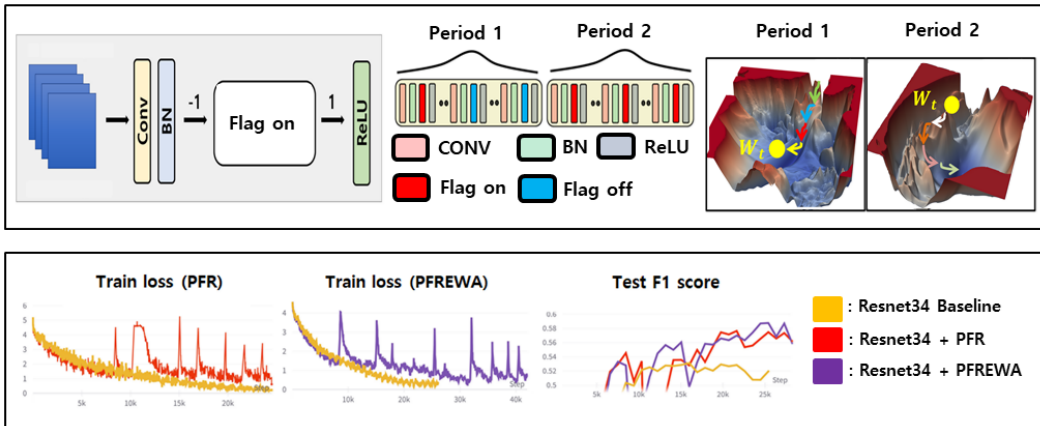 Period 1
Period 2
Period 1
Period 2
Conv
BN
-1
Flag on
1
ReLU
CONV
BN
ReLU
Flag on
Flag off
W_t
W_t
Train loss (PFR)
Train loss (PFREWA)
Test F1 score
6
5
4
3
2
1
0
5k
10k
15k
20k
Step
4
3
2
1
0
10k
20k
30k
40k
Step
0.6
0.58
0.56
0.54
0.52
0.5
5k
10k
15k
20k
25k
Step
: Resnet34 Baseline
: Resnet34 + PFR
: Resnet34 + PFREWA